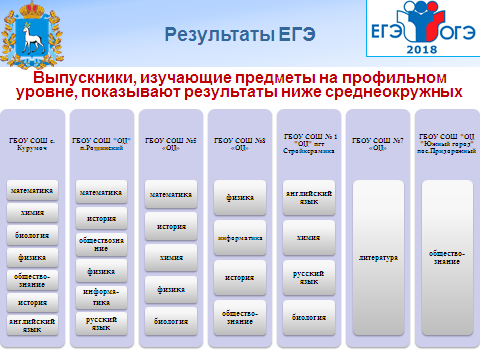 Результаты ЕГЭ
ЕГЭ ОГЭ
2018
Выпускники, изучающие предметы на профильном
уровне, показывают результаты ниже среднеокружных
ГБОУ СОШ с.
Курумоч
математика
химия
биология
физика
общество-
знание
история
английский
язык
ГБОУ СОШ "ОЦ"
п.Рощинский
математика
история
обществозна
ние
физика
информа-
тика
русский
язык
ГБОУ СОШ №5
«ОЦ»
математика
история
химия
физика
биология
ГБОУ СОШ №8
«ОЦ»
физика
информатика
история
общество-
знание
ГБОУ СОШ № 1
"ОЦ" пгт
Стройкерамика
английский
язык
химия
русский
язык
биология
ГБОУ СОШ №7
«ОЦ»
литература
ГБОУ СОШ "ОЦ
"Южный город"
пос.Придорожный
общество-
знание